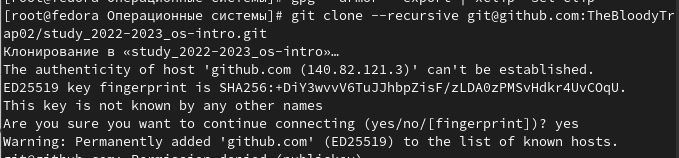 [root@fedora Операционные системы]# gpg --armor --export | xclip -sel clip
[root@fedora Операционные системы]# git clone --recursive git@github.com:TheBloodyTr
ap02/study_2022-2023_os-intro.git
Клонирование в «study_2022-2023_os-intro»…
The authenticity of host 'github.com (140.82.121.3)' can't be established.
ED25519 key fingerprint is SHA256:+DiY3wvvV6TuJJhbpZisF/zLDA0zPMSvHdkr4UvCOqU.
This key is not known by any other names
Are you sure you want to continue connecting (yes/no/[fingerprint])? yes
Warning: Permanently added 'github.com' (ED25519) to the list of known hosts.
git@github.com: Permission denied (publickey)